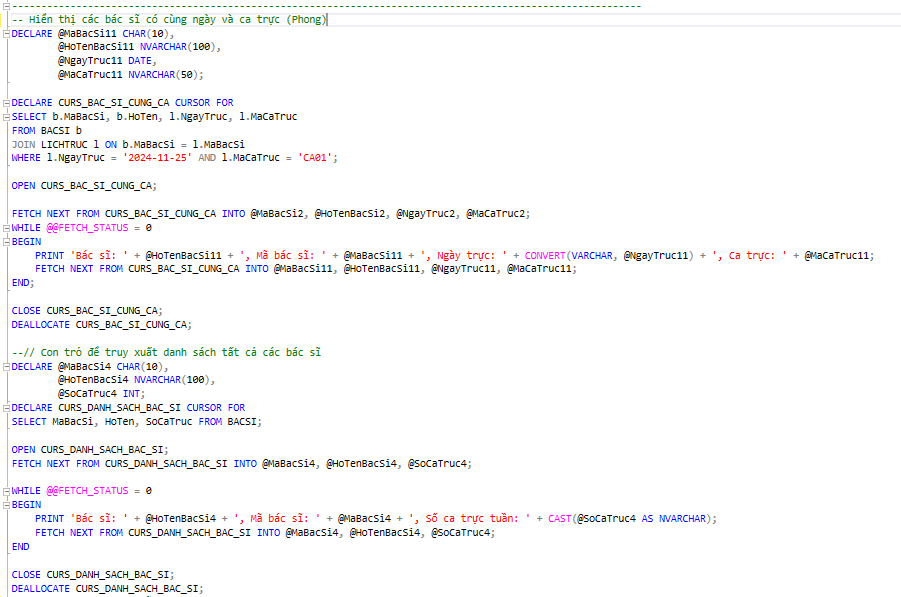 --------------------------------------------------------------------------------------------------------------
-- Hiển thị các bác sĩ có cùng ngày và ca trực (Phong)
DECLARE @MaBacSi11 CHAR(10),
        @HoTenBacSi11 NVARCHAR(100),
        @NgayTruc11 DATE,
        @MaCaTruc11 NVARCHAR(50);
DECLARE CURS_BAC_SI_CUNG_CA CURSOR FOR
SELECT b.MaBacSi, b.HoTen, l.NgayTruc, l.MaCaTruc
FROM BACSI b
JOIN LICHTRUC l ON b.MaBacSi = l.MaBacSi
WHERE l.NgayTruc = '2024-11-25' AND l.MaCaTruc = 'CA01';
OPEN CURS_BAC_SI_CUNG_CA;
FETCH NEXT FROM CURS_BAC_SI_CUNG_CA INTO @MaBacSi2, @HoTenBacSi2, @NgayTruc2, @MaCaTruc2;
WHILE @@FETCH_STATUS = 0
BEGIN
    PRINT 'Bác sĩ: ' + @HoTenBacSi11 + ', Mã bác sĩ: ' + @MaBacSi11 + ', Ngày trực: ' + CONVERT(VARCHAR, @NgayTruc11) + ', Ca trực: ' + @MaCaTruc11;
    FETCH NEXT FROM CURS_BAC_SI_CUNG_CA INTO @MaBacSi11, @HoTenBacSi11, @NgayTruc11, @MaCaTruc11;
END;
CLOSE CURS_BAC_SI_CUNG_CA;
DEALLOCATE CURS_BAC_SI_CUNG_CA;
--// Con trỏ để truy xuất danh sách tất cả các bác sĩ
DECLARE @MaBacSi4 CHAR(10),
        @HoTenBacSi4 NVARCHAR(100),
        @SoCaTruc4 INT;
DECLARE CURS_DANH_SACH_BAC_SI CURSOR FOR
SELECT MaBacSi, HoTen, SoCaTruc FROM BACSI;
OPEN CURS_DANH_SACH_BAC_SI;
FETCH NEXT FROM CURS_DANH_SACH_BAC_SI INTO @MaBacSi4, @HoTenBacSi4, @SoCaTruc4;
WHILE @@FETCH_STATUS = 0
BEGIN
    PRINT 'Bác sĩ: ' + @HoTenBacSi4 + ', Mã bác sĩ: ' + @MaBacSi4 + ', Số ca trực tuần: ' + CAST(@SoCaTruc4 AS NVARCHAR);
    FETCH NEXT FROM CURS_DANH_SACH_BAC_SI INTO @MaBacSi4, @HoTenBacSi4, @SoCaTruc4;
END
CLOSE CURS_DANH_SACH_BAC_SI;
DEALLOCATE CURS_DANH_SACH_BAC_SI;